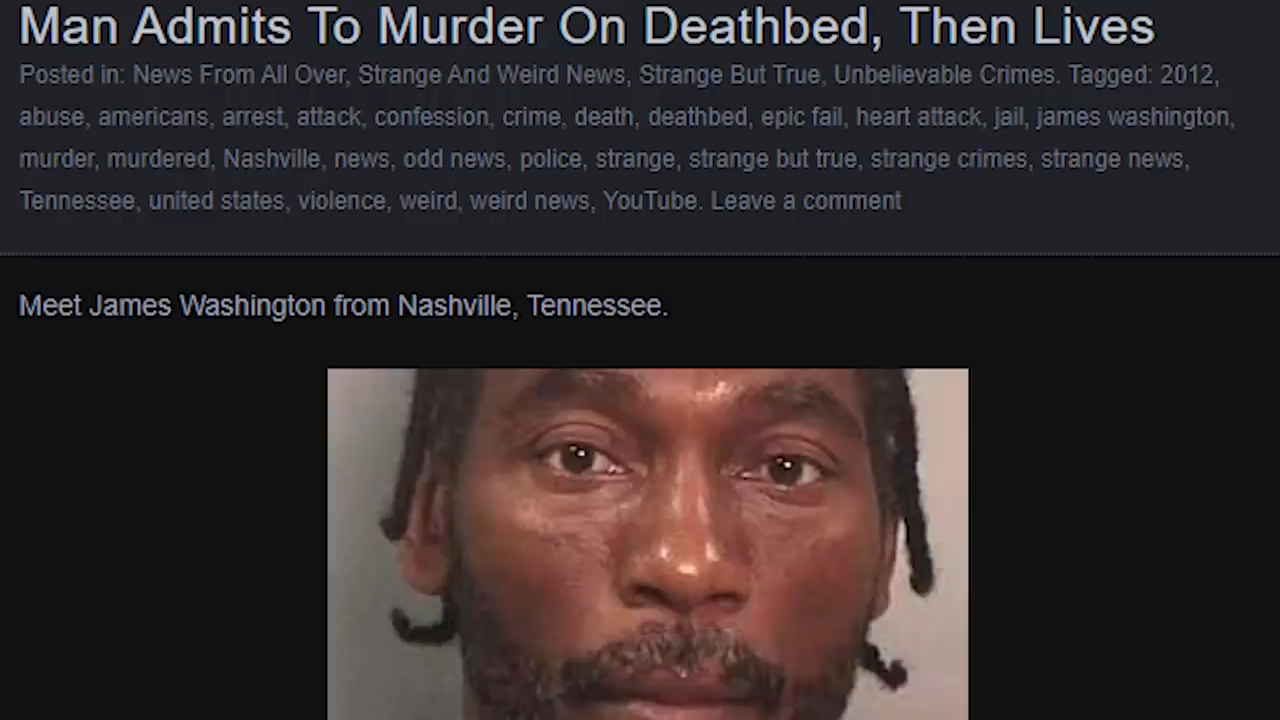 Man Admits To Murder On Deathbed, Then Lives
Posted in: News From All Over, Strange And Weird News, Strange But True, Unbelievable Crimes. Tagged: 2012,
abuse, americans, arrest, attack, confession, crime, death, deathbed, epic fail, heart attack, jail, james washington,
murder, murdered, Nashville, news, odd news, police, strange, strange but true, strange crimes, strange news,
Tennessee, united states, violence, weird, weird news, YouTube. Leave a comment
Meet James Washington from Nashville, Tennessee.